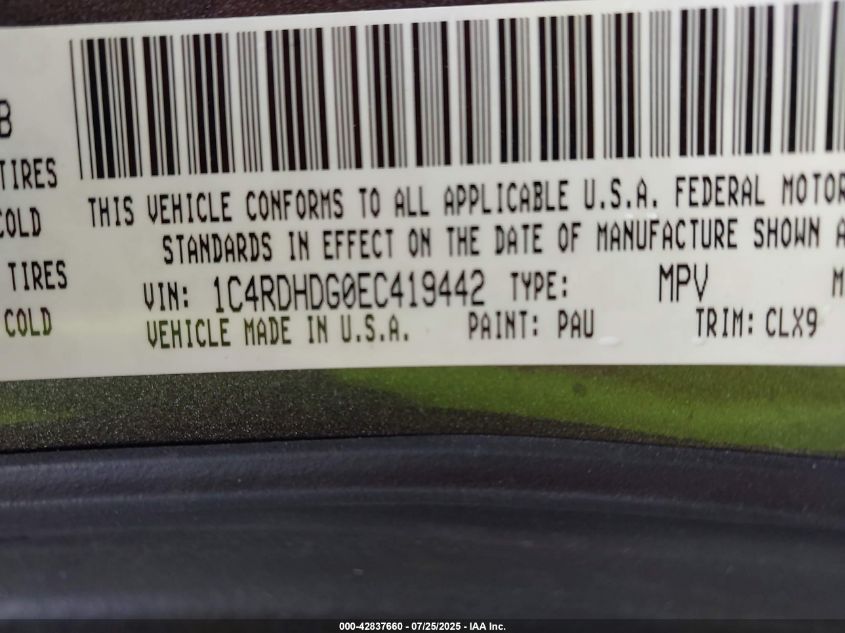 B
TIRES
COLD
TIRES
COLD
THIS VEHICLE CONFORMS TO ALL APPLICABLE U.S.A. FEDERAL MOTOR
STANDARDS IN EFFECT ON THE DATE OF MANUFACTURE SHOWN A
VIN: 1C4RDHDG0EC419442 TYPE: MPV M
VEHICLE MADE IN U.S.A. PAINT: PAU TRIM: CLX9
000-42837660 - 07/25/2025 - IAA Inc.